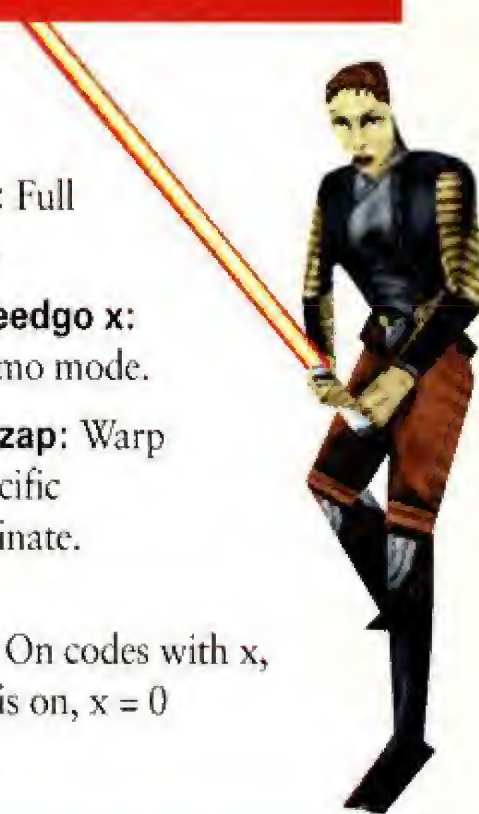 : Full
eedgo x:
mo mode.
zap: Warp
cific
inate.
On codes with x,
is on, x = 0